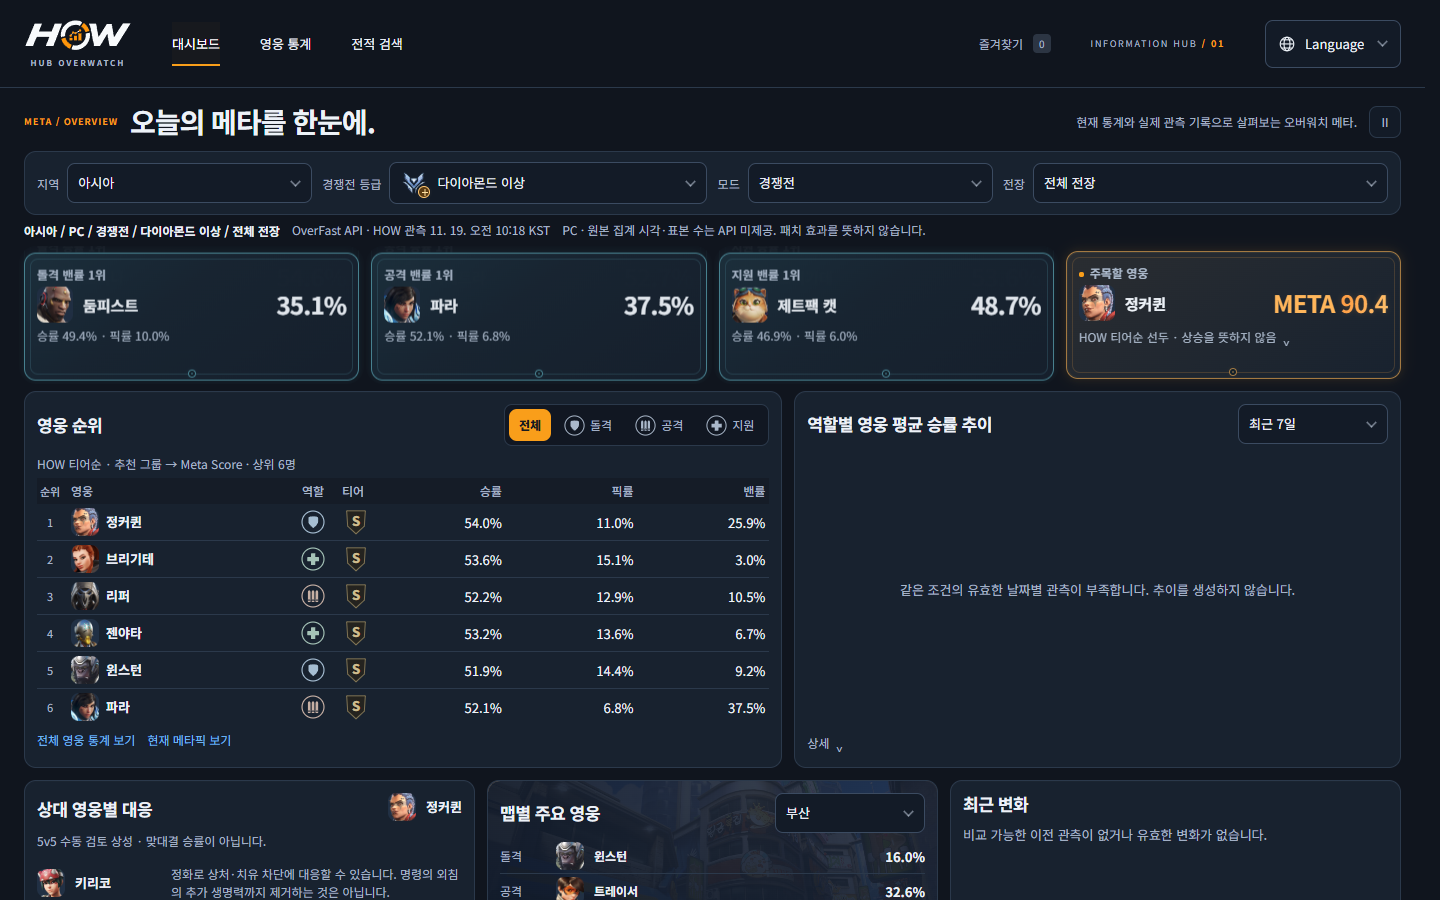 HOW
HUB OVERWATCH
대시보드
영웅 통계
전적 검색
즐겨찾기 0
INFORMATION HUB / 01
Language
META / OVERVIEW
오늘의 메타를 한눈에.
현재 통계와 실제 관측 기록으로 살펴보는 오버워치 메타.
지역 아시아
경쟁전 등급 다이아몬드 이상
모드 경쟁전
전장 전체 전장
아시아 / PC / 경쟁전 / 다이아몬드 이상 / 전체 전장 OverFast API · HOW 관측 11. 19. 오전 10:18 KST PC · 원본 집계 시각·표본 수는 API 미제공. 패치 효과를 뜻하지 않습니다.
돌격 밴률 1위
둠피스트 35.1%
승률 49.4% · 픽률 10.0%
공격 밴률 1위
파라 37.5%
승률 52.1% · 픽률 6.8%
지원 밴률 1위
제트팩 캣 48.7%
승률 46.9% · 픽률 6.0%
주목할 영웅
정커퀸 META 90.4
HOW 티어순 선두 · 상승을 뜻하지 않음
영웅 순위
전체 돌격 공격 지원
HOW 티어순 · 추천 그룹 → Meta Score · 상위 6명
순위 영웅 역할 티어 승률 픽률 밴률
1 정커퀸 S 54.0% 11.0% 25.9%
2 브리기테 S 53.6% 15.1% 3.0%
3 리퍼 S 52.2% 12.9% 10.5%
4 젠야타 S 53.2% 13.6% 6.7%
5 윈스턴 S 51.9% 14.4% 9.2%
6 파라 S 52.1% 6.8% 37.5%
전체 영웅 통계 보기 현재 메타픽 보기
역할별 영웅 평균 승률 추이
최근 7일
같은 조건의 유효한 날짜별 관측이 부족합니다. 추이를 생성하지 않습니다.
상세
상대 영웅별 대응
정커퀸
5v5 수동 검토 상성 · 맞대결 승률이 아닙니다.
키리코
정화로 상처·치유 차단에 대응할 수 있습니다. 명령의 외침
의 추가 생명력까지 제거하는 것은 아닙니다.
맵별 주요 영웅
부산
돌격 윈스턴 16.0%
공격 트레이서 32.6%
최근 변화
비교 가능한 이전 관측이 없거나 유효한 변화가 없습니다.